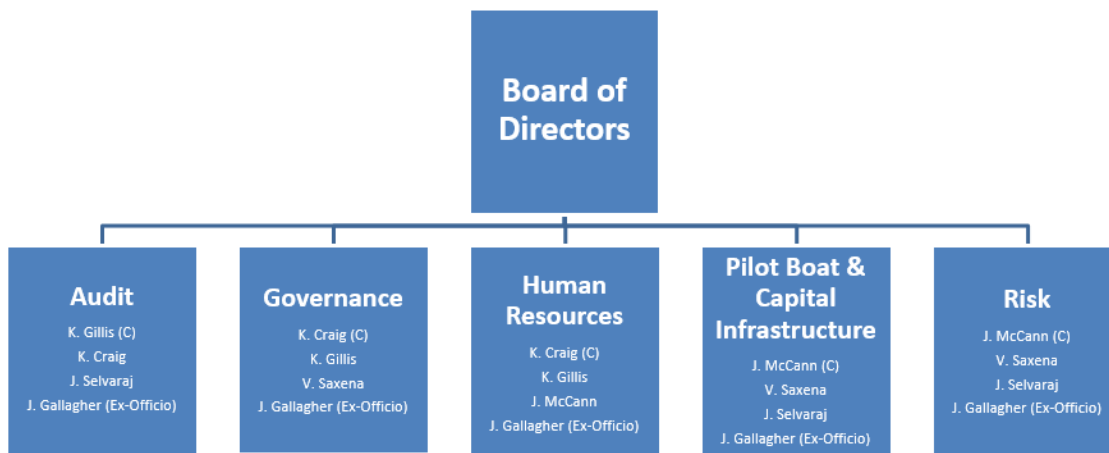 Board of
Directors
Audit
K. Gillis (C)
K. Craig
J. Selvaraj
J. Gallagher (Ex-Officio)
Governance
K. Craig (C)
K. Gillis
V. Saxena
J. Gallagher (Ex-Officio)
Human
Resources
K. Craig (C)
K. Gillis
J. McCann
J. Gallagher (Ex-Officio)
Pilot Boat &
Capital
Infrastructure
J. McCann (C)
V. Saxena
J. Selvaraj
J. Gallagher (Ex-Officio)
Risk
J. McCann (C)
V. Saxena
J. Selvaraj
J. Gallagher (Ex-Officio)